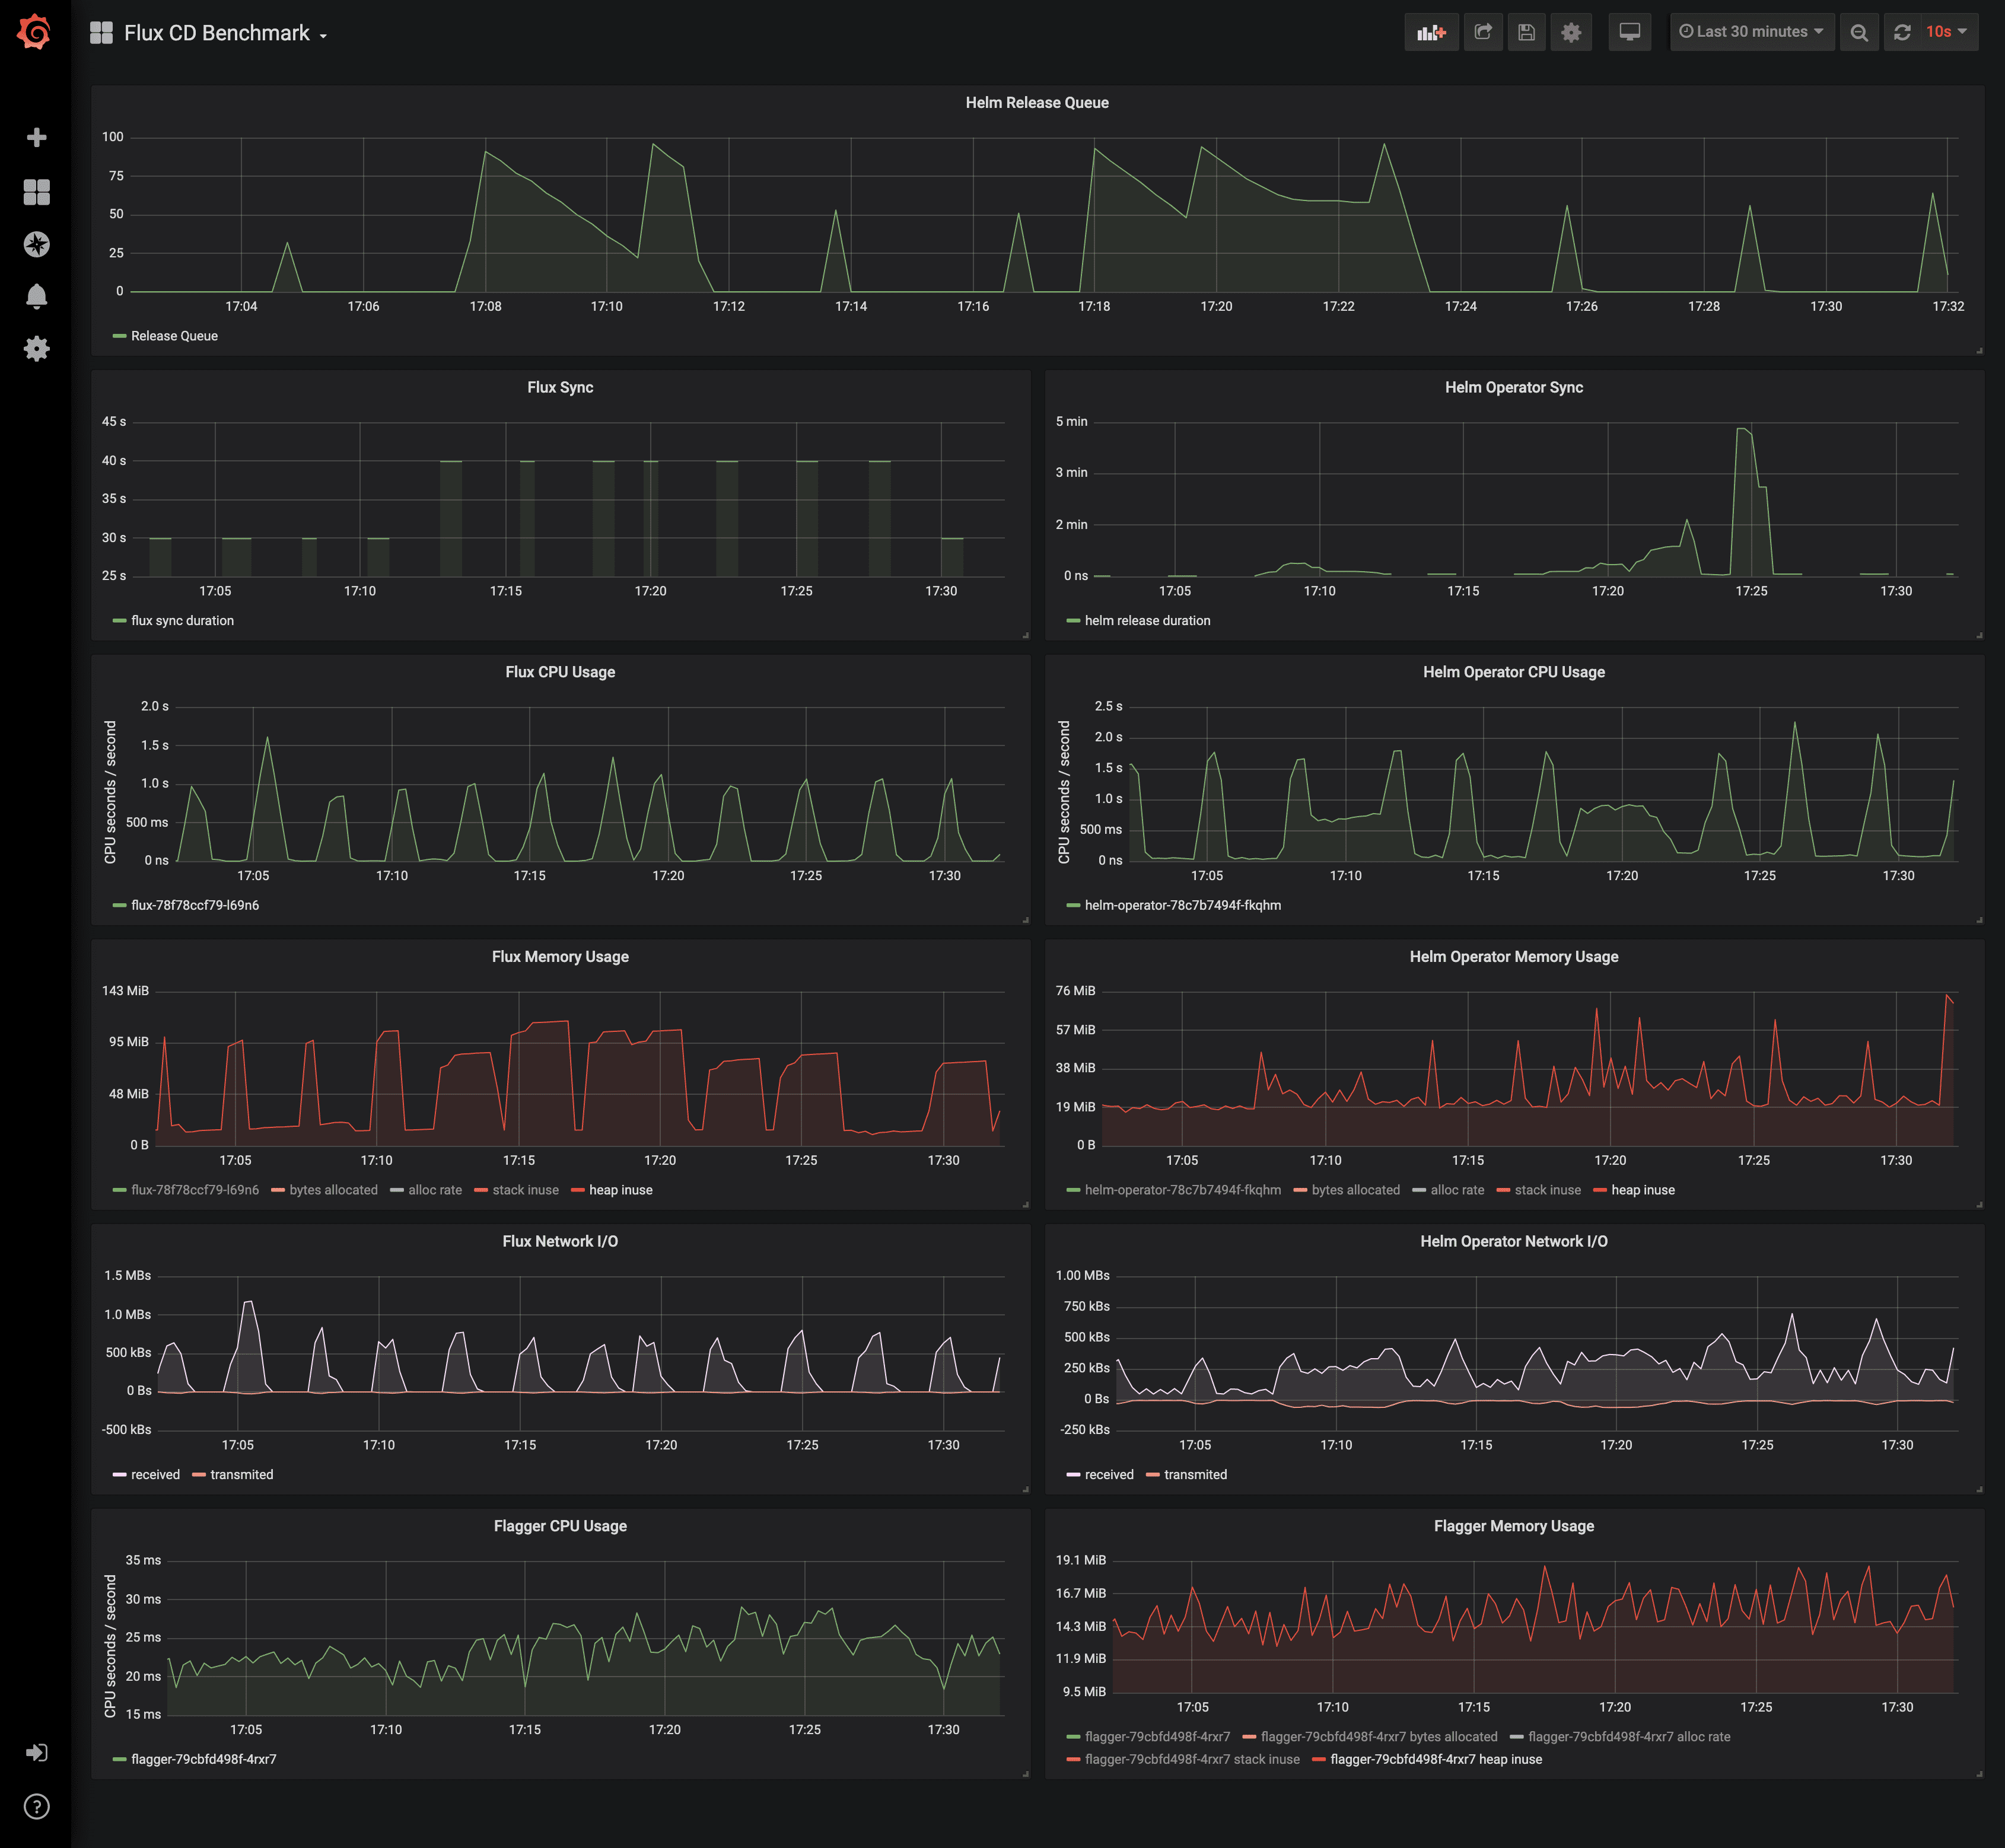 Flux CD Benchmark
Last 30 minutes
10s
Helm Release Queue
100
75
50
25
0
17:04 17:06 17:08 17:10 17:12 17:14 17:16 17:18 17:20 17:22 17:24 17:26 17:28 17:30 17:32
Release Queue
Flux Sync
45 s
40 s
35 s
30 s
25 s
17:05 17:10 17:15 17:20 17:25 17:30
flux sync duration
Helm Operator Sync
5 min
3 min
2 min
0 ns
17:05 17:10 17:15 17:20 17:25 17:30
helm release duration
Flux CPU Usage
CPU seconds / second
2.0 s
1.5 s
1.0 s
500 ms
0 ns
17:05 17:10 17:15 17:20 17:25 17:30
flux-78f78ccf79-l69n6
Helm Operator CPU Usage
CPU seconds / second
2.5 s
2.0 s
1.5 s
1.0 s
500 ms
0 ns
17:05 17:10 17:15 17:20 17:25 17:30
helm-operator-78c7b7494f-fkqhm
Flux Memory Usage
143 MiB
95 MiB
48 MiB
0 B
17:05 17:10 17:15 17:20 17:25 17:30
flux-78f78ccf79-l69n6 bytes allocated alloc rate stack inuse heap inuse
Helm Operator Memory Usage
76 MiB
57 MiB
38 MiB
19 MiB
0 B
17:05 17:10 17:15 17:20 17:25 17:30
helm-operator-78c7b7494f-fkqhm bytes allocated alloc rate stack inuse heap inuse
Flux Network I/O
1.5 MBs
1.0 MBs
500 kBs
0 Bs
-500 kBs
17:05 17:10 17:15 17:20 17:25 17:30
received transmited
Helm Operator Network I/O
1.00 MBs
750 kBs
500 kBs
250 kBs
0 Bs
-250 kBs
17:05 17:10 17:15 17:20 17:25 17:30
received transmited
Flagger CPU Usage
CPU seconds / second
35 ms
30 ms
25 ms
20 ms
15 ms
17:05 17:10 17:15 17:20 17:25 17:30
flagger-79cbfd498f-4rxr7
Flagger Memory Usage
19.1 MiB
16.7 MiB
14.3 MiB
11.9 MiB
9.5 MiB
17:05 17:10 17:15 17:20 17:25 17:30
flagger-79cbfd498f-4rxr7 flagger-79cbfd498f-4rxr7 bytes allocated flagger-79cbfd498f-4rxr7 alloc rate
flagger-79cbfd498f-4rxr7 stack inuse flagger-79cbfd498f-4rxr7 heap inuse